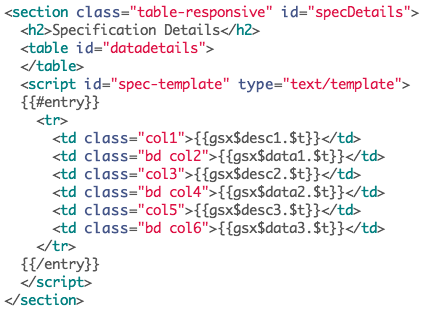 <section class="table-responsive" id="specDetails">
  <h2>Specification Details</h2>
  <table id="datadetails">
  </table>
  <script id="spec-template" type="text/template">
  {{#entry}}
    <tr>
      <td class="col1">{{gsx$desc1.$t}}</td>
      <td class="bd col2">{{gsx$data1.$t}}</td>
      <td class="col3">{{gsx$desc2.$t}}</td>
      <td class="bd col4">{{gsx$data2.$t}}</td>
      <td class="col5">{{gsx$desc3.$t}}</td>
      <td class="bd col6">{{gsx$data3.$t}}</td>
    </tr>
  {{/entry}}
  </script>
</section>